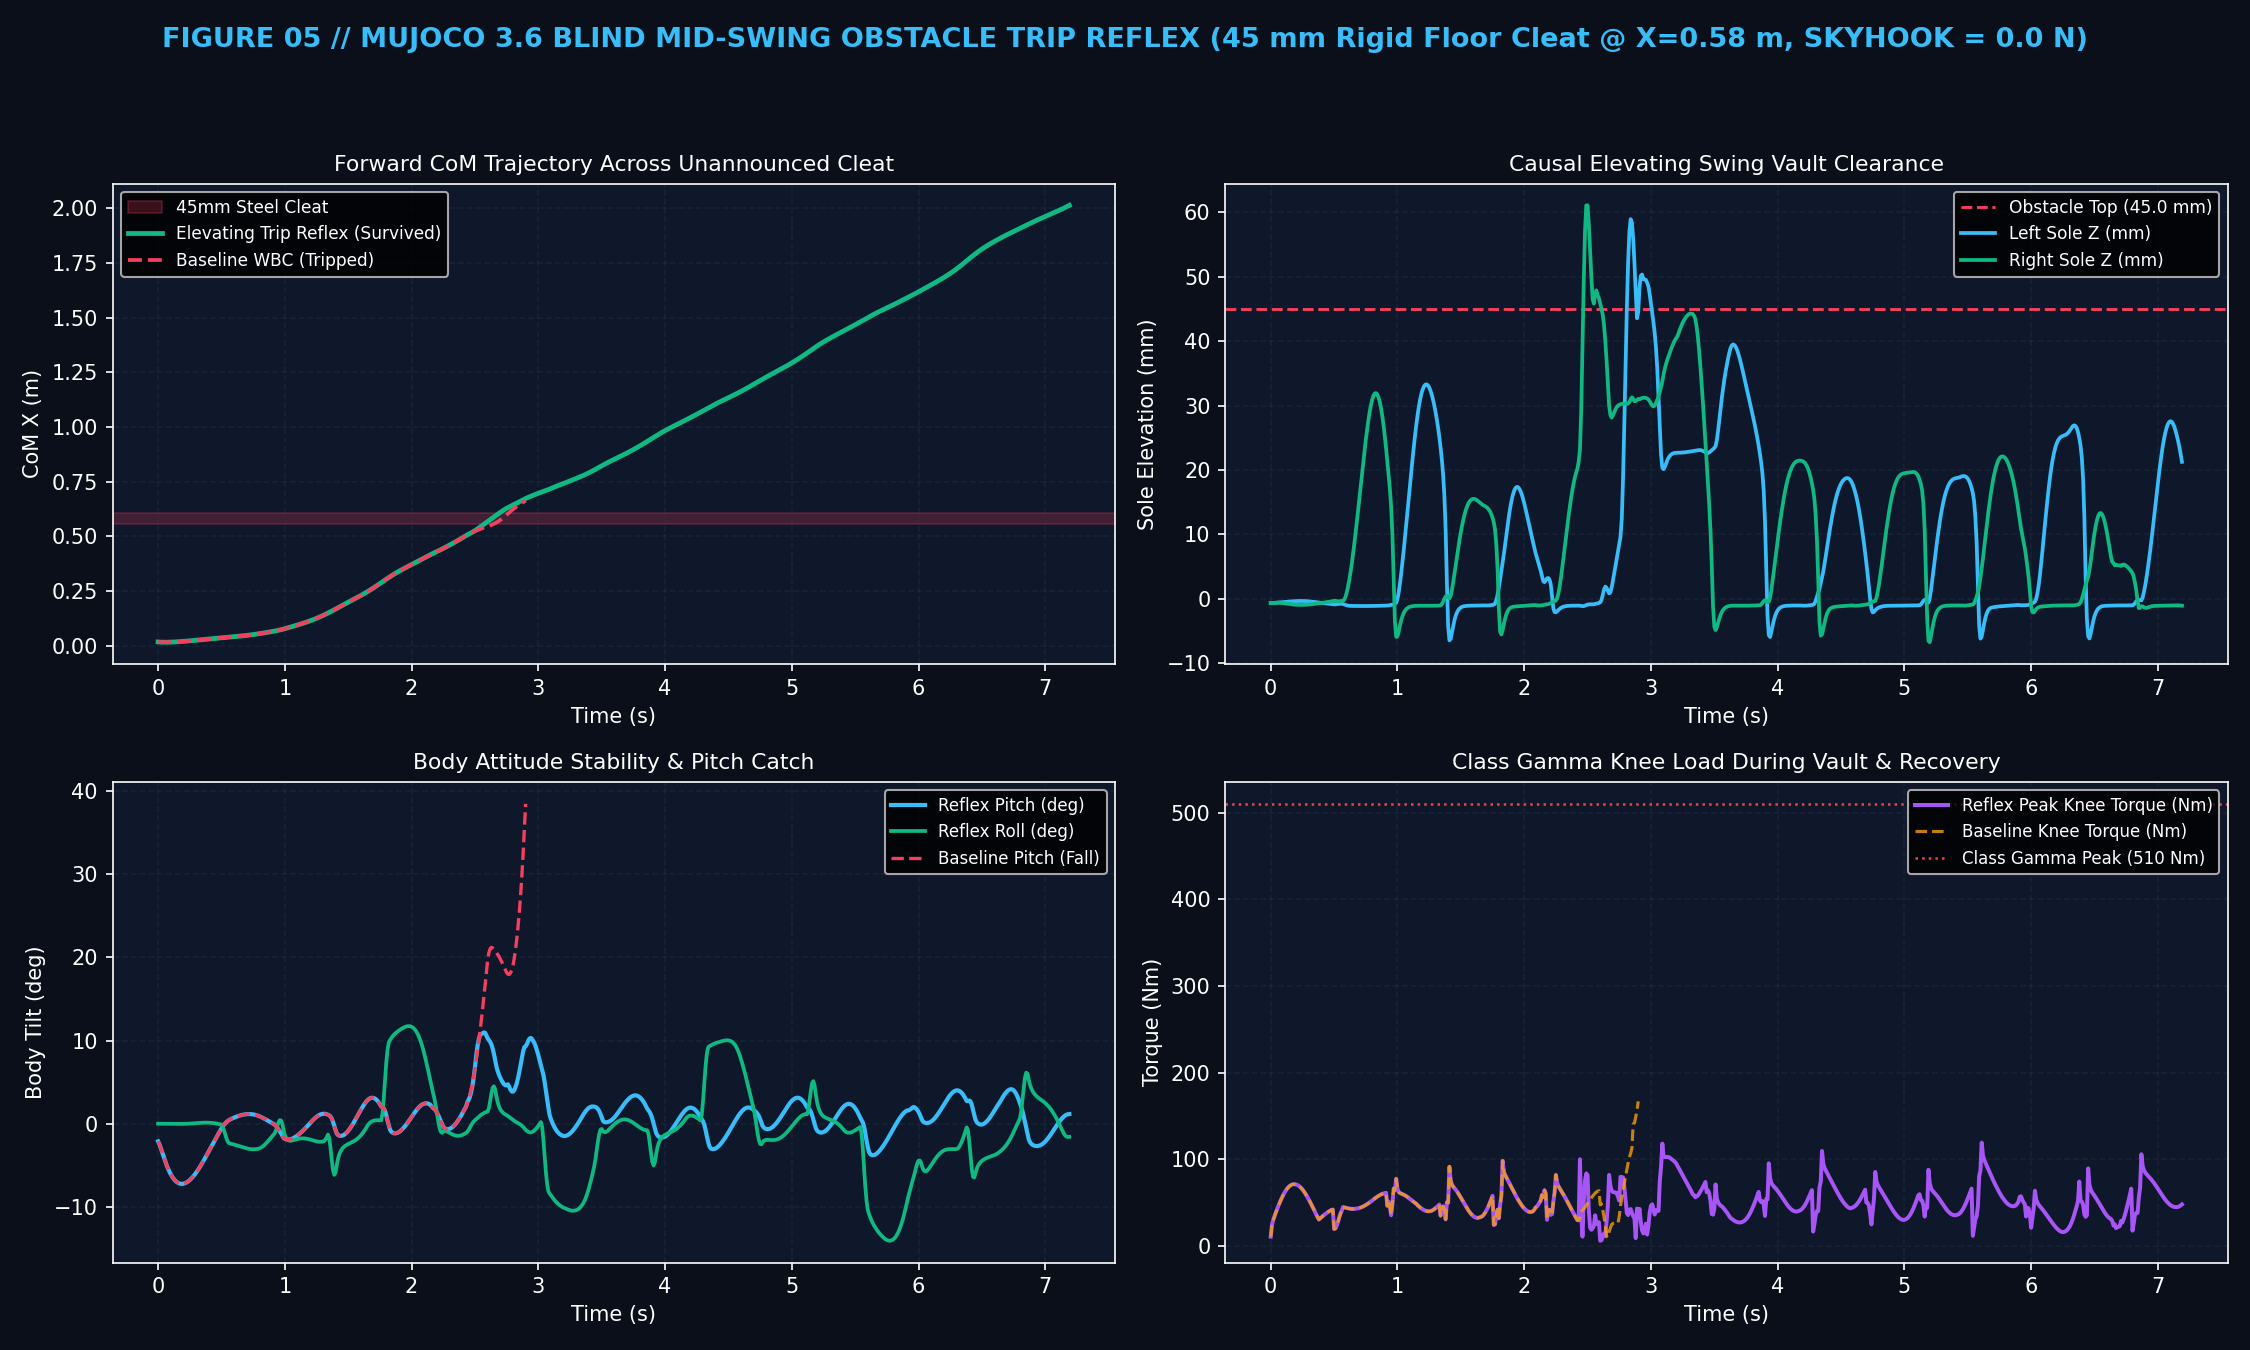 FIGURE 05 // MUJOCO 3.6 BLIND MID-SWING OBSTACLE TRIP REFLEX (45 mm Rigid Floor Cleat @ X=0.58 m, SKYHOOK = 0.0 N)
Forward CoM Trajectory Across Unannounced Cleat
45mm Steel Cleat
Elevating Trip Reflex (Survived)
Baseline WBC (Tripped)
CoM X (m)
2.00
1.75
1.50
1.25
1.00
0.75
0.50
0.25
0.00
0 1 2 3 4 5 6 7
Time (s)
Causal Elevating Swing Vault Clearance
Obstacle Top (45.0 mm)
Left Sole Z (mm)
Right Sole Z (mm)
Sole Elevation (mm)
60
50
40
30
20
10
0
−10
0 1 2 3 4 5 6 7
Time (s)
Body Attitude Stability & Pitch Catch
Reflex Pitch (deg)
Reflex Roll (deg)
Baseline Pitch (Fall)
Body Tilt (deg)
40
30
20
10
0
−10
0 1 2 3 4 5 6 7
Time (s)
Class Gamma Knee Load During Vault & Recovery
Reflex Peak Knee Torque (Nm)
Baseline Knee Torque (Nm)
Class Gamma Peak (510 Nm)
Torque (Nm)
500
400
300
200
100
0
0 1 2 3 4 5 6 7
Time (s)